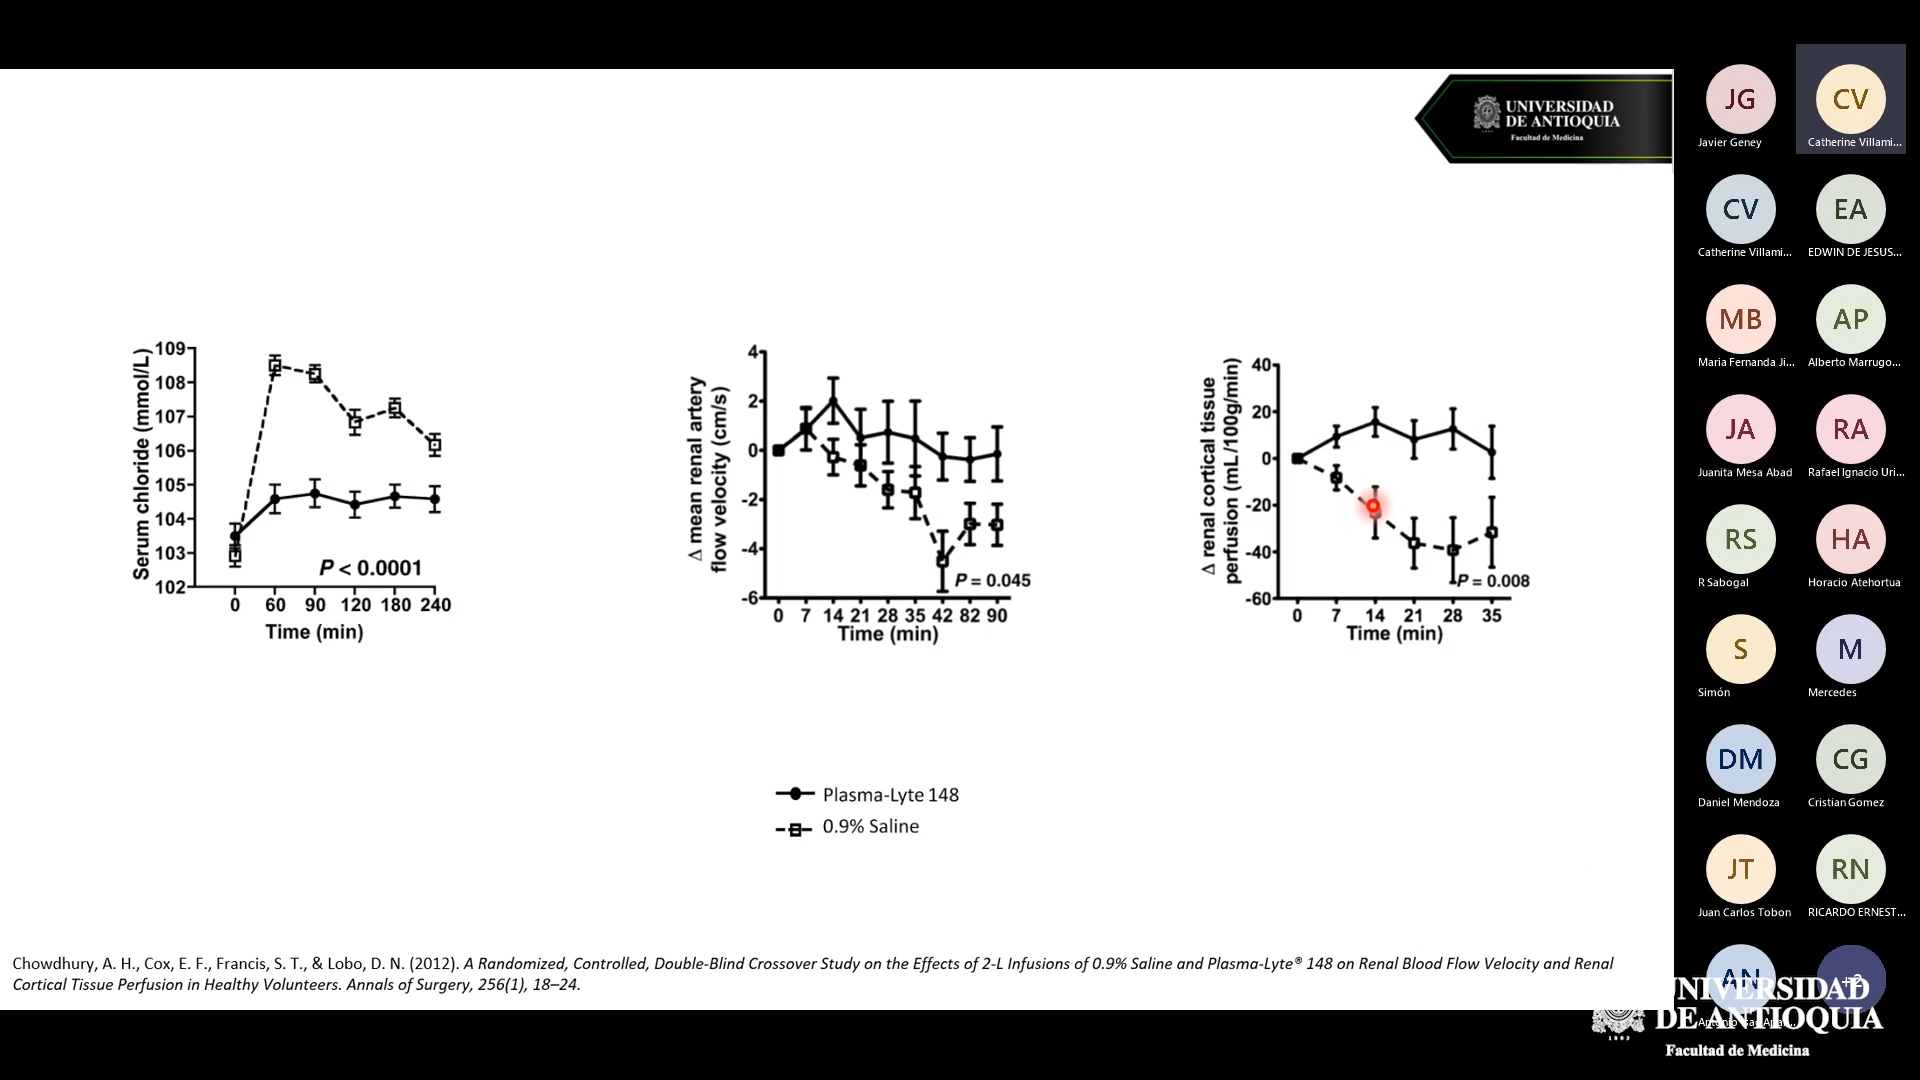 UNIVERSIDAD
DE ANTIOQUIA
1803
Facultad de Medicina
Serum chloride (mmol/L)
109
108
107
106
105
104
103
102
P < 0.0001
0 60 90 120 180 240
Time (min)
Δ mean renal artery
flow velocity (cm/s)
4
2
0
-2
-4
-6
P = 0.045
0 7 14 21 28 35 42 82 90
Time (min)
Δ renal cortical tissue
perfusion (mL/100g/min)
40
20
0
-20
-40
-60
P = 0.008
0 7 14 21 28 35
Time (min)
Plasma-Lyte 148
0.9% Saline
Chowdhury, A. H., Cox, E. F., Francis, S. T., & Lobo, D. N. (2012). A Randomized, Controlled, Double-Blind Crossover Study on the Effects of 2-L Infusions of 0.9% Saline and Plasma-Lyte® 148 on Renal Blood Flow Velocity and Renal
Cortical Tissue Perfusion in Healthy Volunteers. Annals of Surgery, 256(1), 18–24.
JG
Javier Geney
CV
Catherine Villami...
CV
Catherine Villami...
EA
EDWIN DE JESUS...
MB
Maria Fernanda Ji...
AP
Alberto Marrugo...
JA
Juanita Mesa Abad
RA
Rafael Ignacio Uri...
RS
R Sabogal
HA
Horacio Atehortua
S
Simón
M
Mercedes
DM
Daniel Mendoza
CG
Cristian Gomez
JT
Juan Carlos Tobon
RN
RICARDO ERNEST...
AN
+2
UNIVERSIDAD
DE ANTIOQUIA
1803
Facultad de Medicina